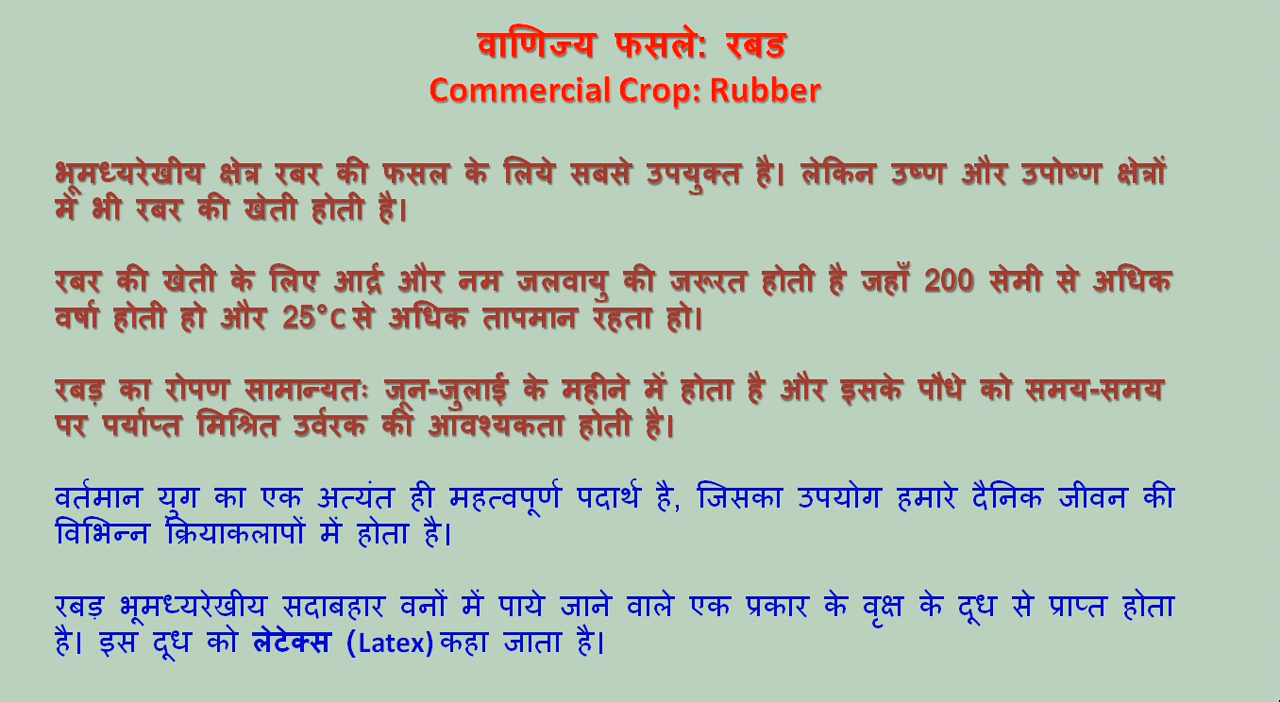 वाणिज्य फसले: रबड
Commercial Crop: Rubber
भूमध्यरेखीय क्षेत्र रबर की फसल के लिये सबसे उपयुक्त है। लेकिन उष्ण और उपोष्ण क्षेत्रों
में भी रबर की खेती होती है।
रबर की खेती के लिए आर्द्र और नम जलवायु की जरूरत होती है जहाँ 200 सेमी से अधिक
वर्षा होती हो और 25°C से अधिक तापमान रहता हो।
रबड़ का रोपण सामान्यतः जून-जुलाई के महीने में होता है और इसके पौधे को समय-समय
पर पर्याप्त मिश्रित उर्वरक की आवश्यकता होती है।
वर्तमान युग का एक अत्यंत ही महत्वपूर्ण पदार्थ है, जिसका उपयोग हमारे दैनिक जीवन की
विभिन्न क्रियाकलापों में होता है।
रबड़ भूमध्यरेखीय सदाबहार वनों में पाये जाने वाले एक प्रकार के वृक्ष के दूध से प्राप्त होता
है। इस दूध को लेटेक्स (Latex) कहा जाता है।